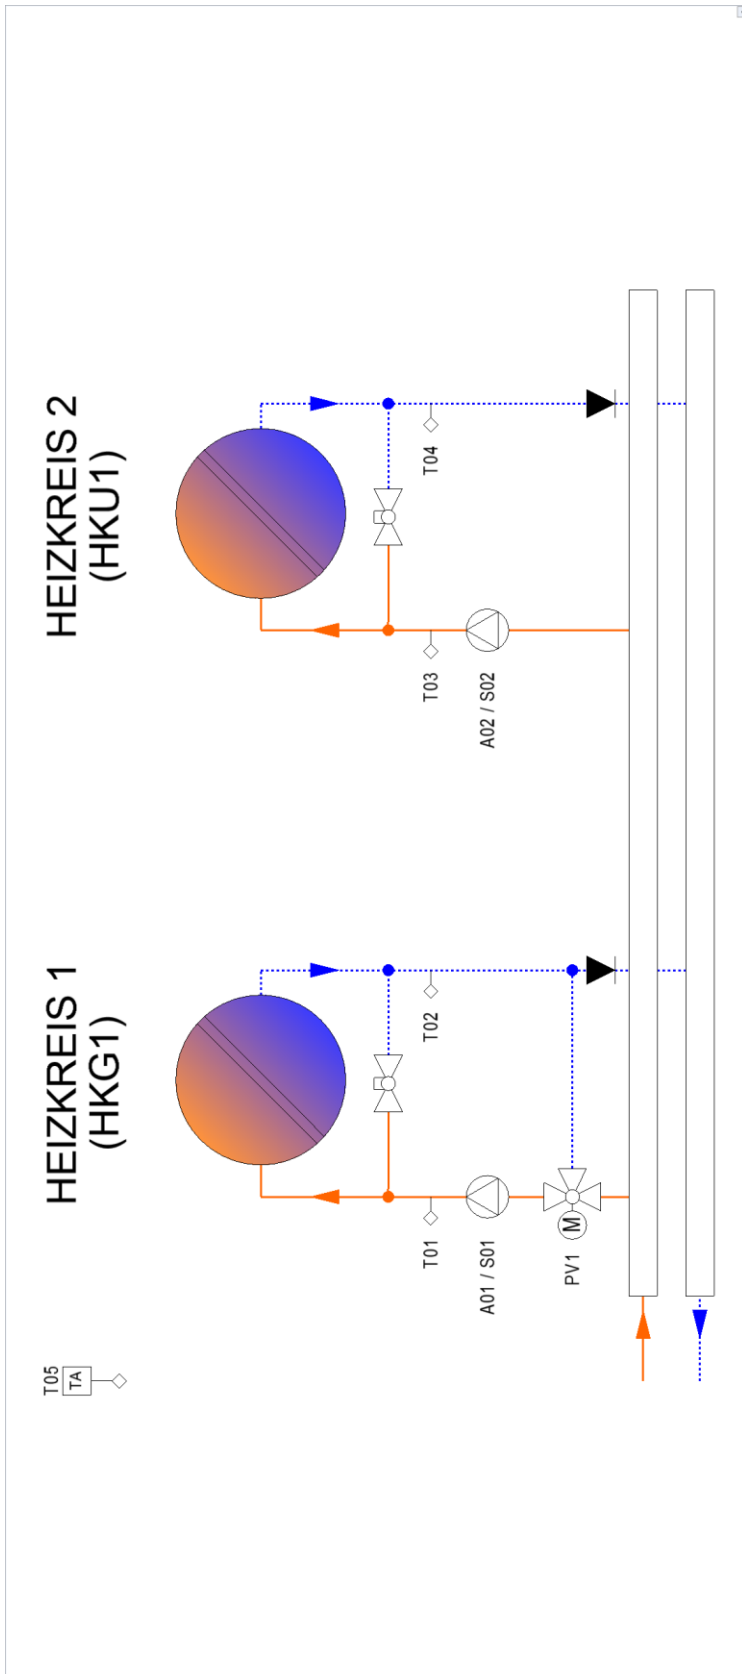 T05
TA
HEIZKREIS 1
(HKG1)
HEIZKREIS 2
(HKU1)
T01
T02
T03
T04
A01 / S01
A02 / S02
PV1
M